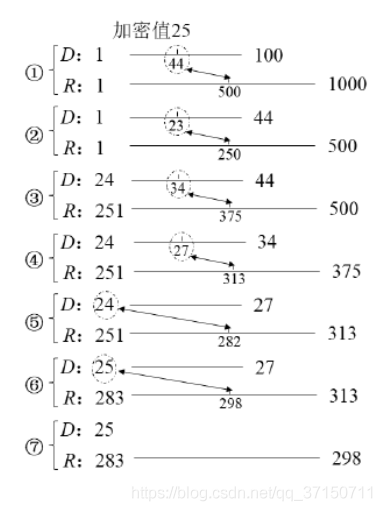 加密值25
① D: 1 44 100
R: 1 500 1000
② D: 1 23 44
R: 1 250 500
③ D: 24 34 44
R: 251 375 500
④ D: 24 27 34
R: 251 313 375
⑤ D: 24 27
R: 251 282 313
⑥ D: 25 27
R: 283 298 313
⑦ D: 25
R: 283 298
https://blog.csdn.net/qq_37150711